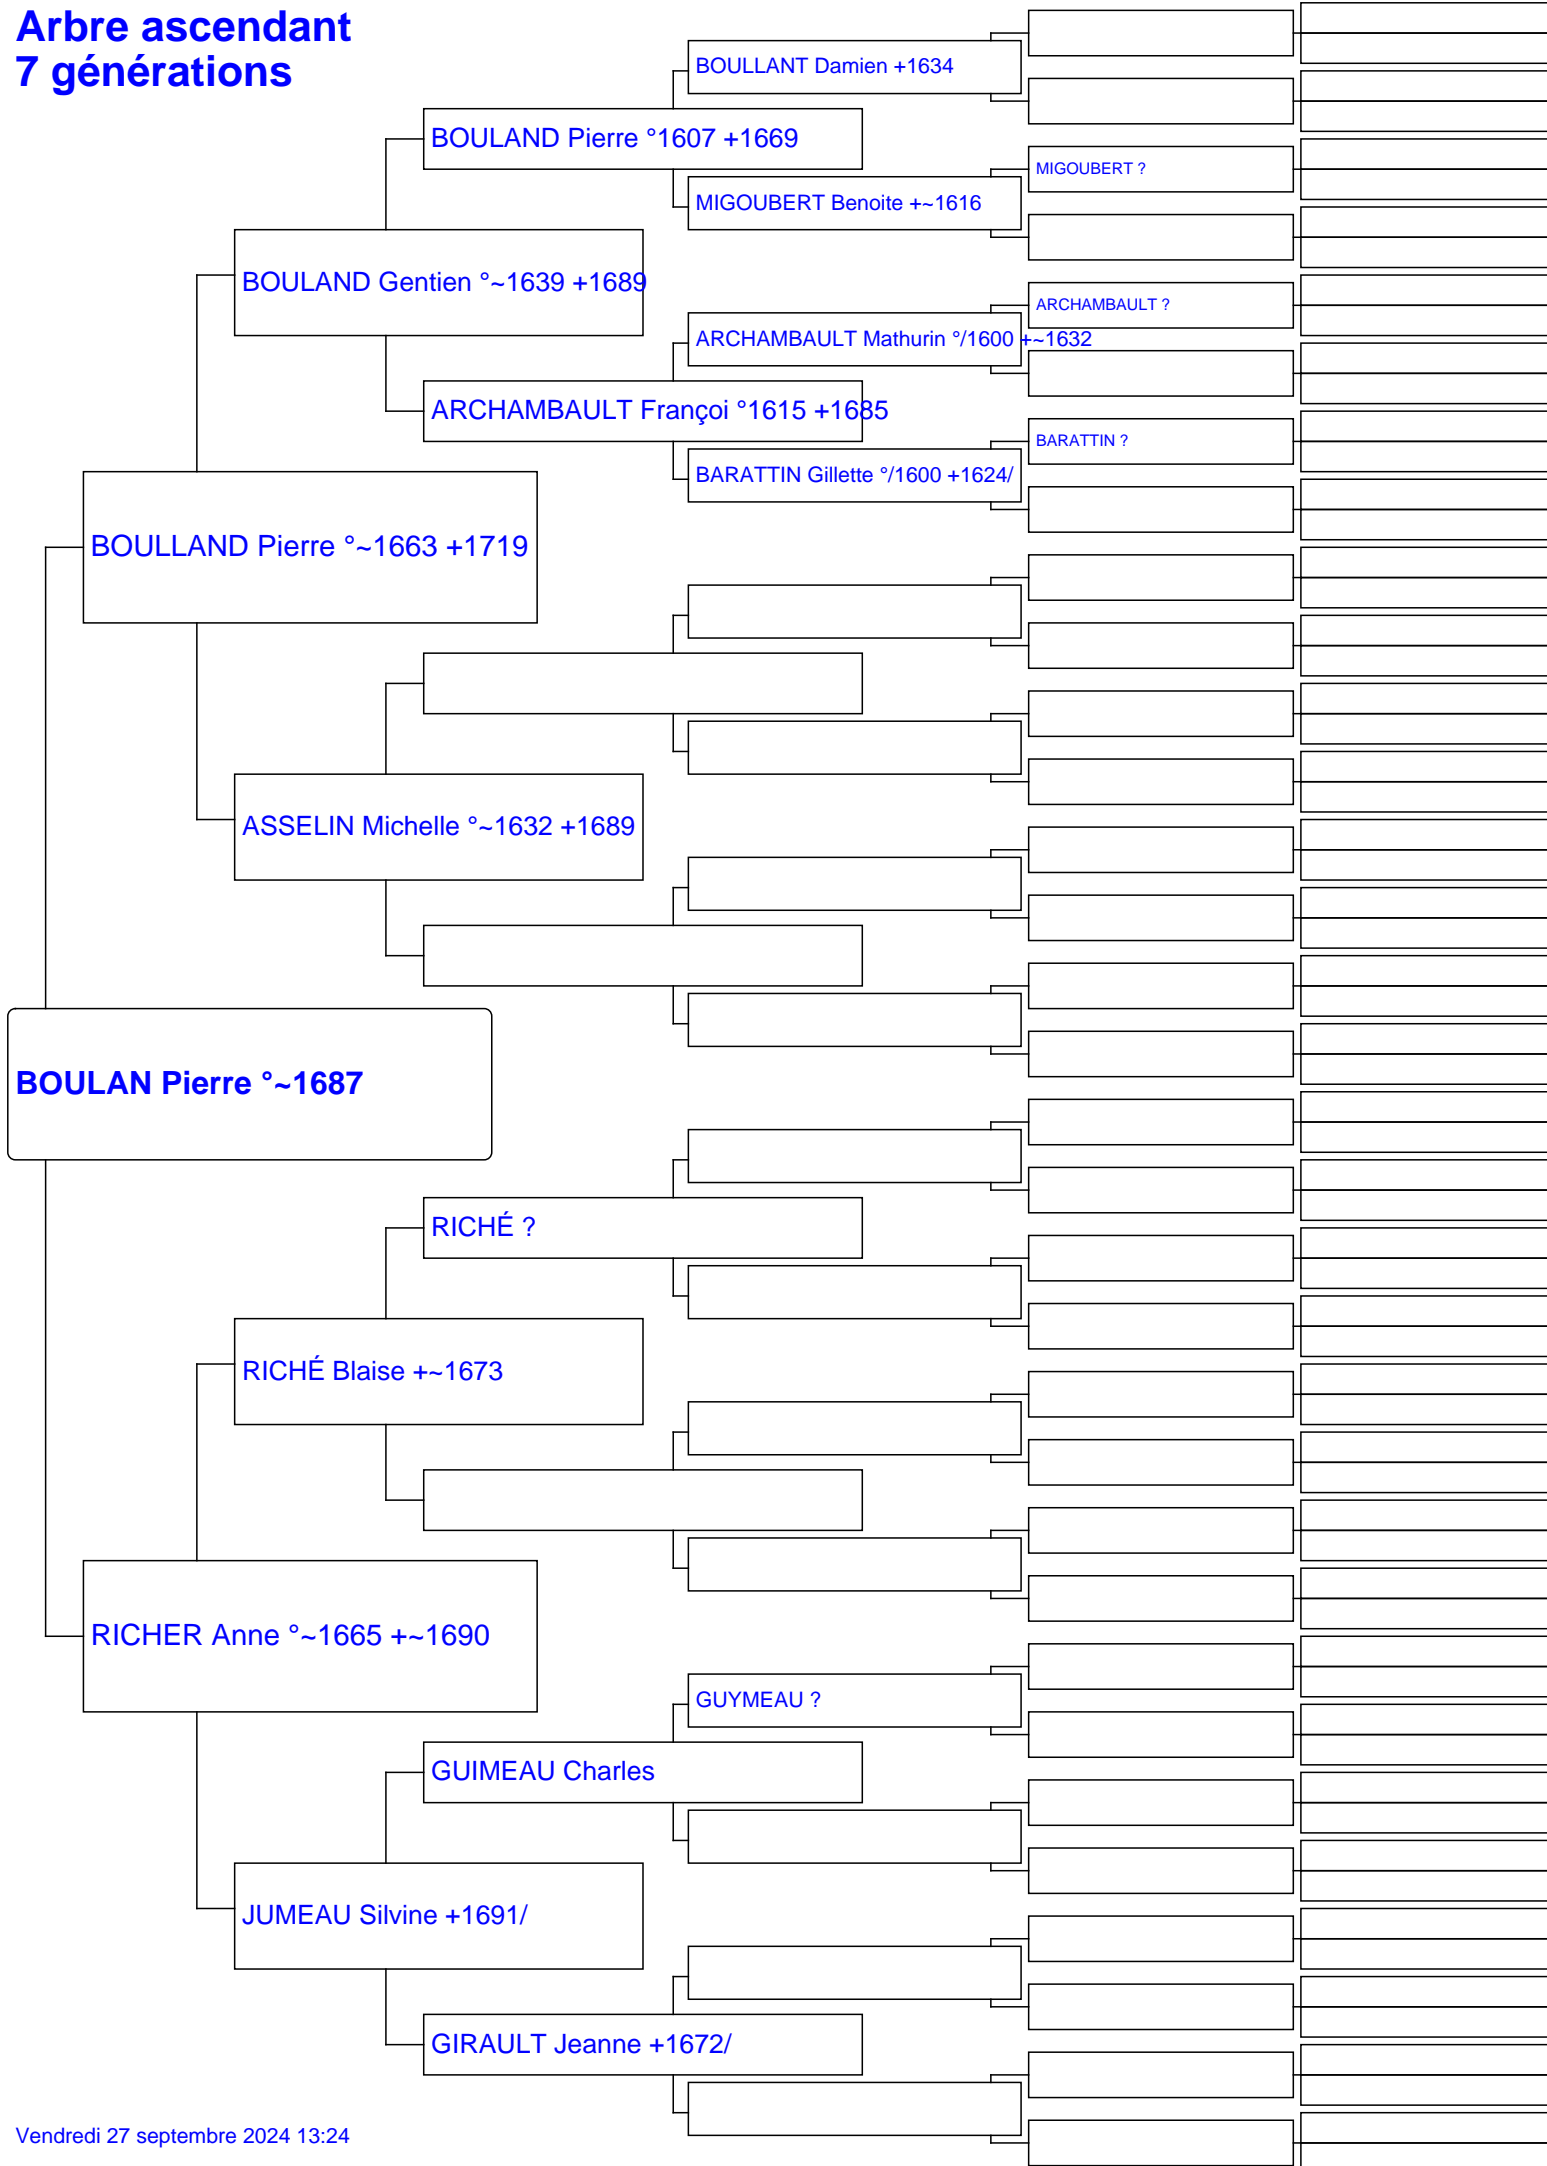 Arbre ascendant
7 générations
BOULLANT Damien +1634
BOULAND Pierre °1607 +1669
MIGOUBERT ?
MIGOUBERT Benoite +~1616
BOULAND Gentien °~1639 +1689
ARCHAMBAULT ?
ARCHAMBAULT Mathurin °/1600 +~1632
ARCHAMBAULT Françoi °1615 +1685
BARATTIN ?
BARATTIN Gillette °/1600 +1624/
BOULLAND Pierre °~1663 +1719
ASSELIN Michelle °~1632 +1689
BOULAN Pierre °~1687
RICHÉ ?
RICHÉ Blaise +~1673
RICHER Anne °~1665 +~1690
GUYMEAU ?
GUIMEAU Charles
JUMEAU Silvine +1691/
GIRAULT Jeanne +1672/
Vendredi 27 septembre 2024 13:24